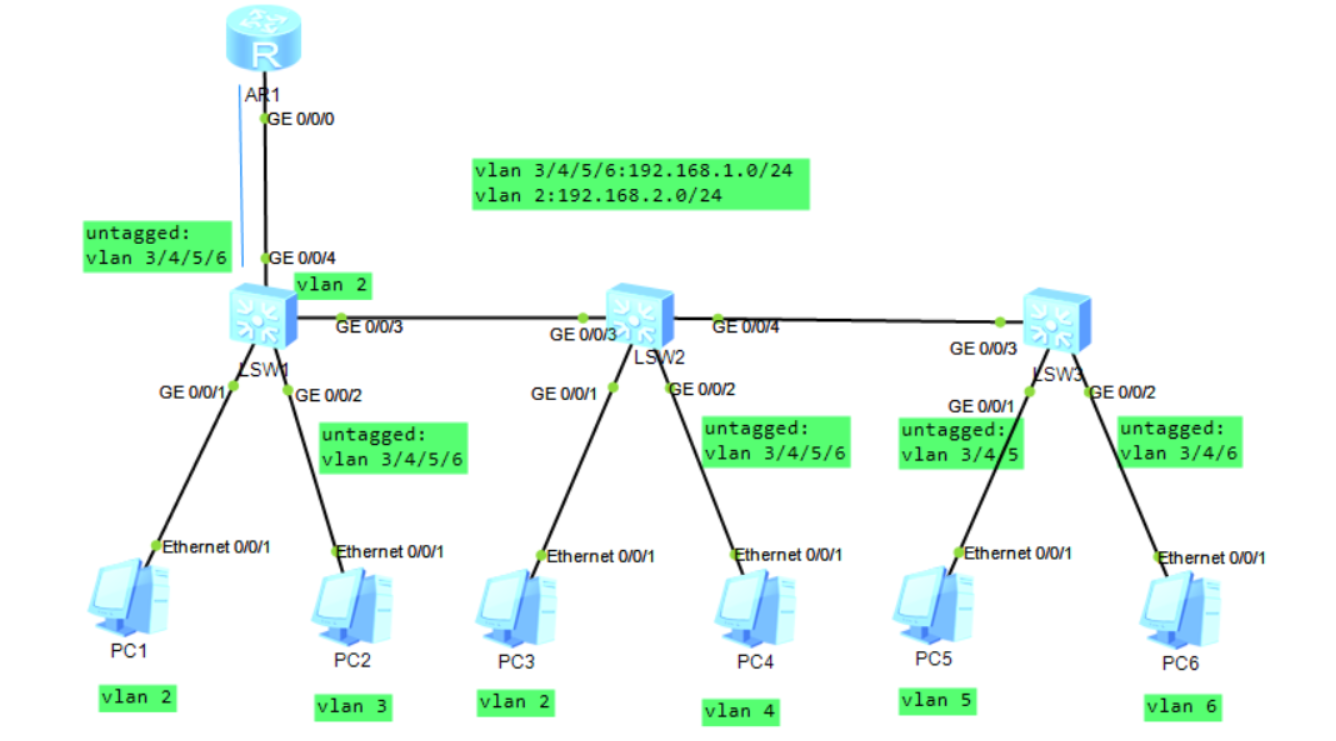 R
AR1
GE 0/0/0
vlan 3/4/5/6:192.168.1.0/24
vlan 2:192.168.2.0/24
untagged:
vlan 3/4/5/6
GE 0/0/4
vlan 2
GE 0/0/3
GE 0/0/3
GE 0/0/4
GE 0/0/3
LSW1
LSW2
LSW3
GE 0/0/1
GE 0/0/2
GE 0/0/1
GE 0/0/2
GE 0/0/1
GE 0/0/2
untagged:
vlan 3/4/5/6
untagged:
vlan 3/4/5/6
untagged:
vlan 3/4/5
untagged:
vlan 3/4/6
Ethernet 0/0/1
Ethernet 0/0/1
Ethernet 0/0/1
Ethernet 0/0/1
Ethernet 0/0/1
Ethernet 0/0/1
PC1
PC2
PC3
PC4
PC5
PC6
vlan 2
vlan 3
vlan 2
vlan 4
vlan 5
vlan 6